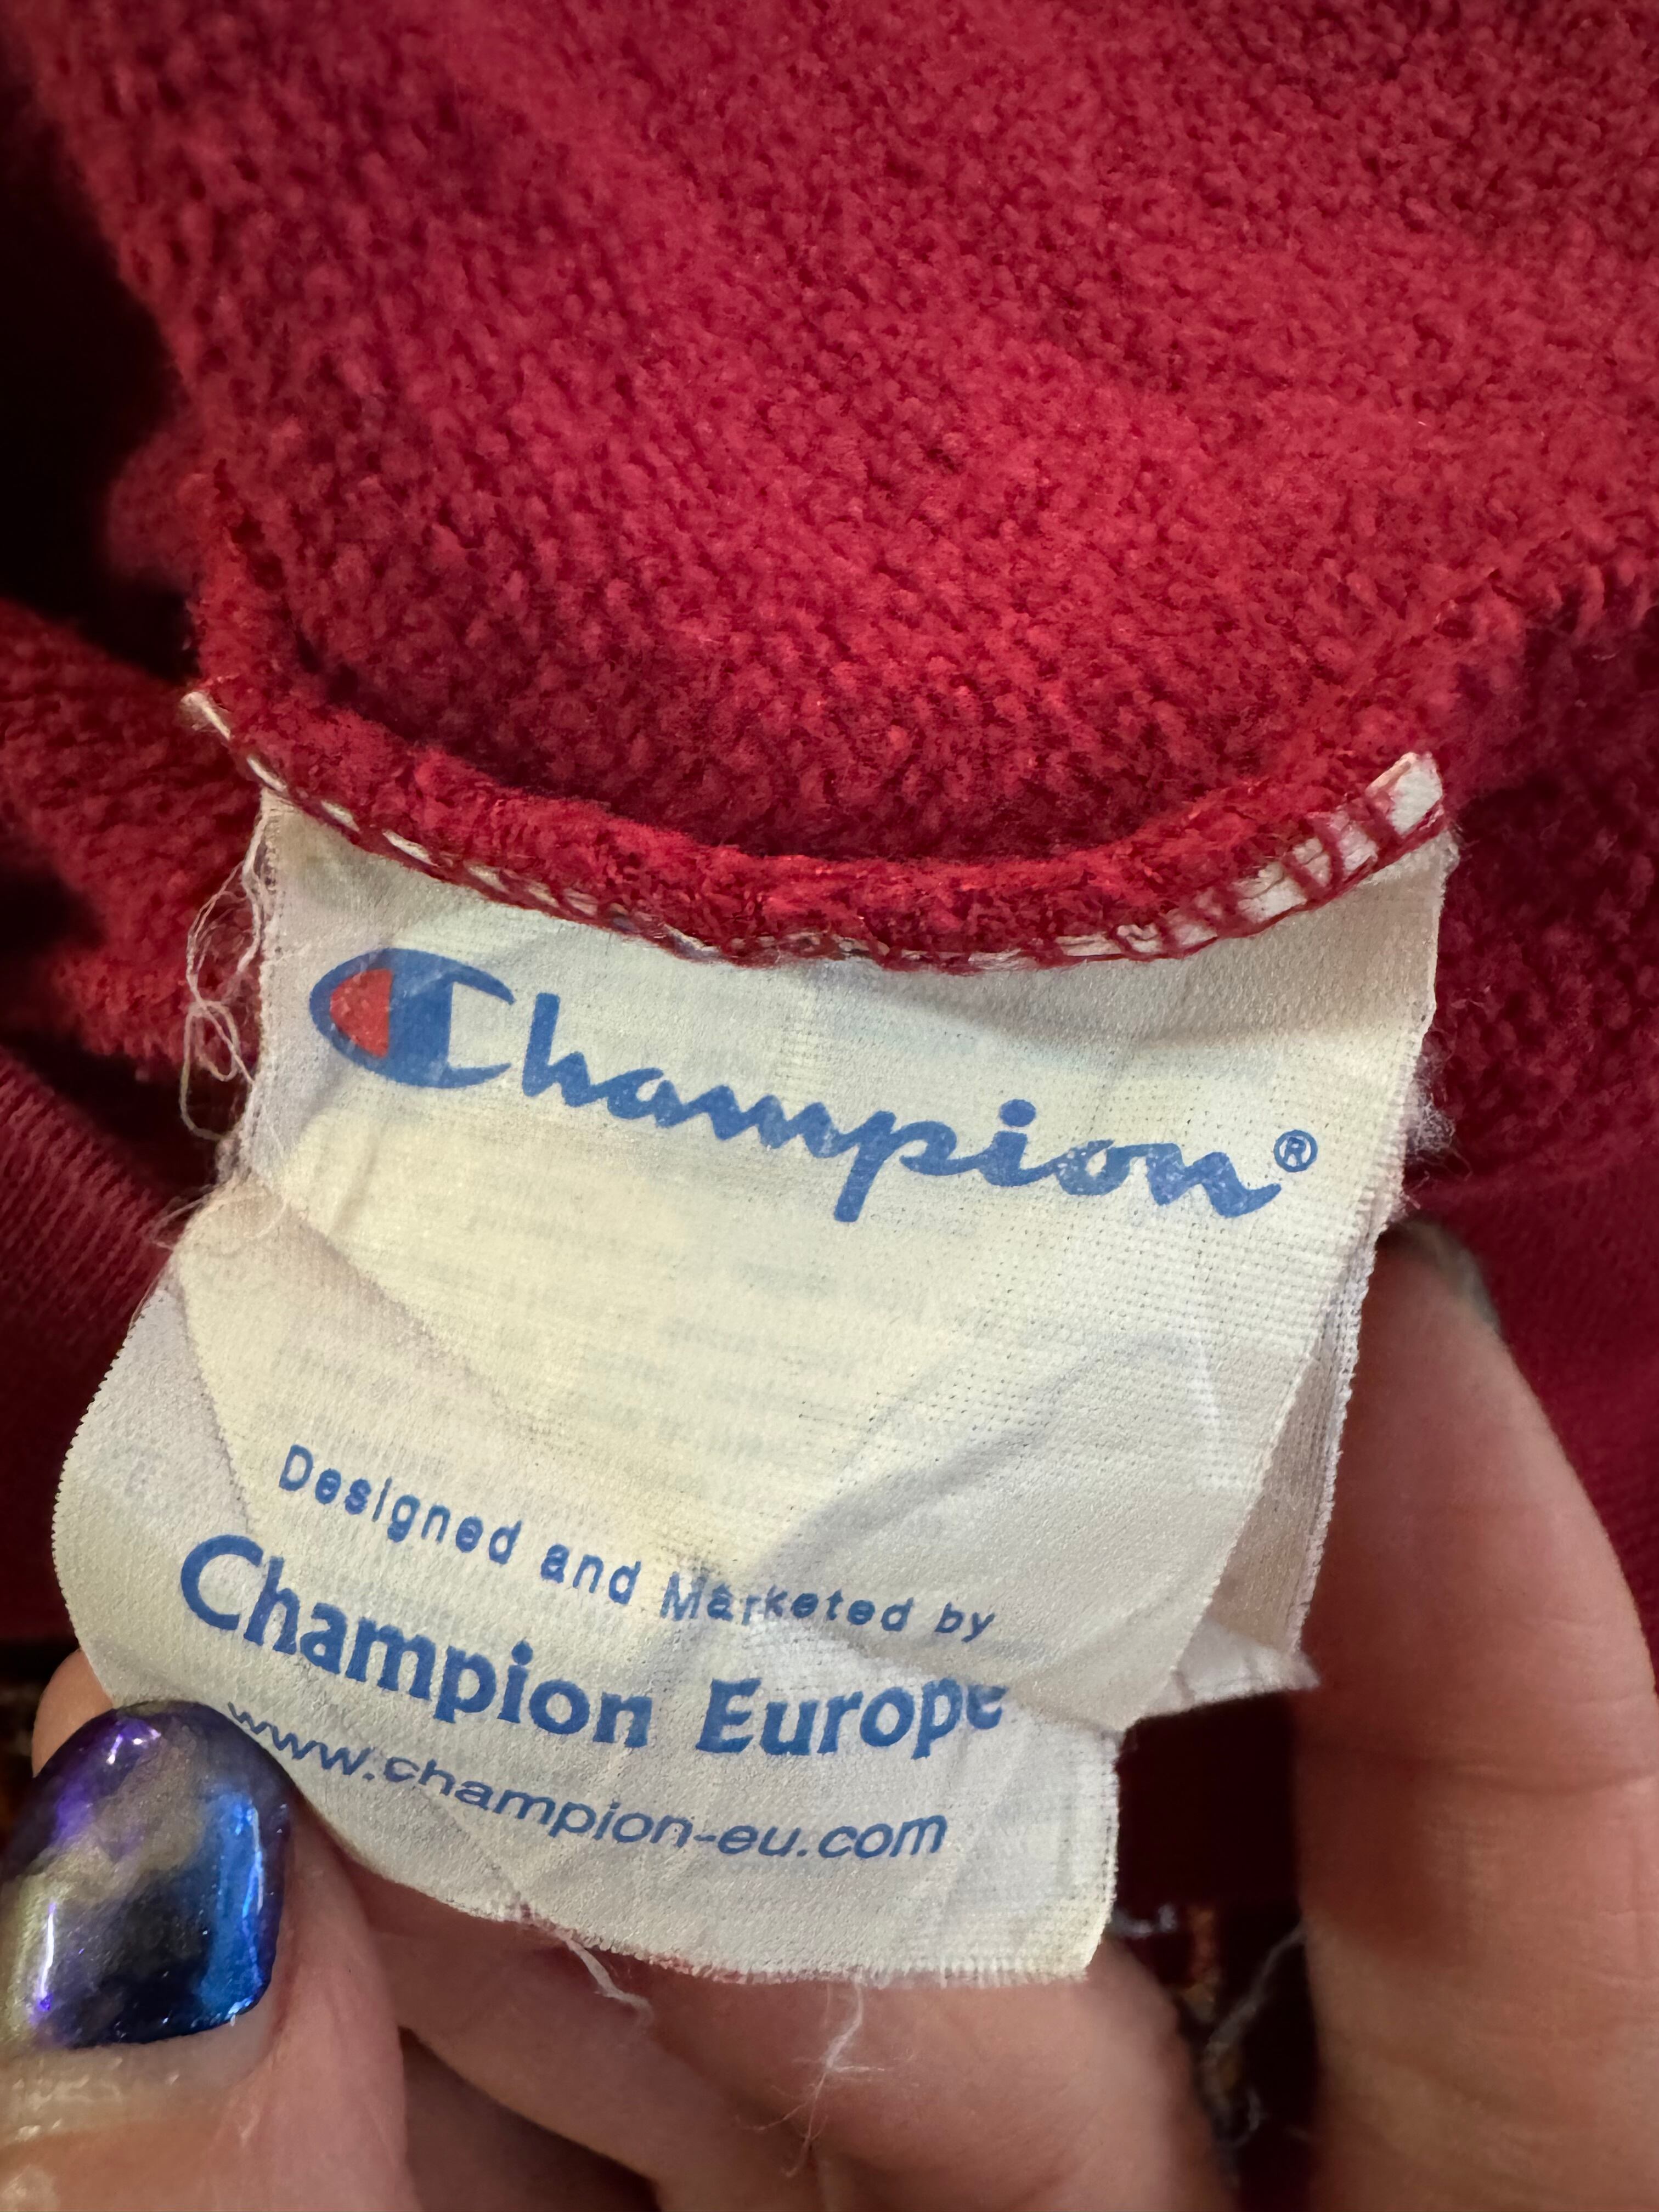 Champion®
Designed and Marketed by
Champion Europe
www.champion-eu.com